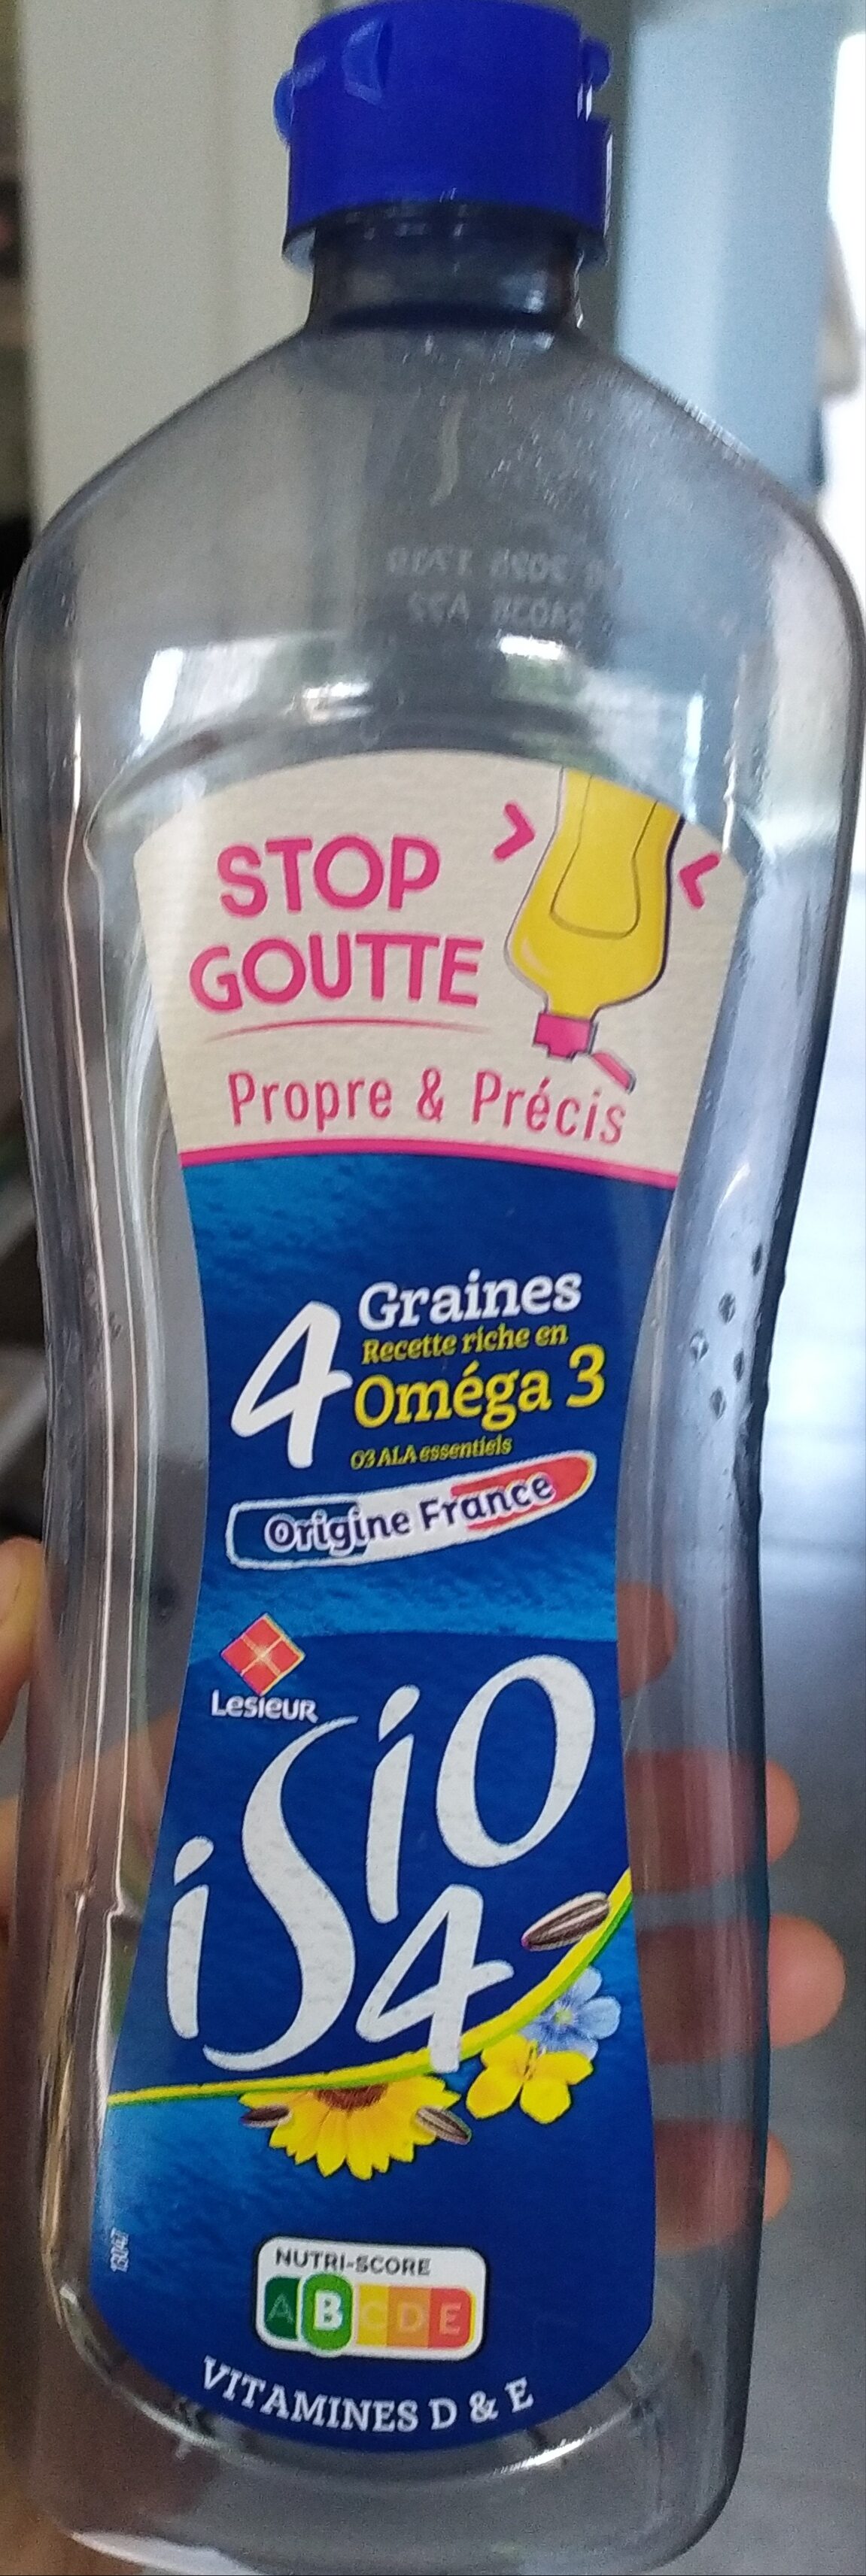 STOP
GOUTTE
Propre & Précis
4 Graines
Recette riche en
Oméga 3
O3 ALA essentiels
Origine France
Lesieur
iSiO
4
NUTRI-SCORE
A B C D E
VITAMINES D & E